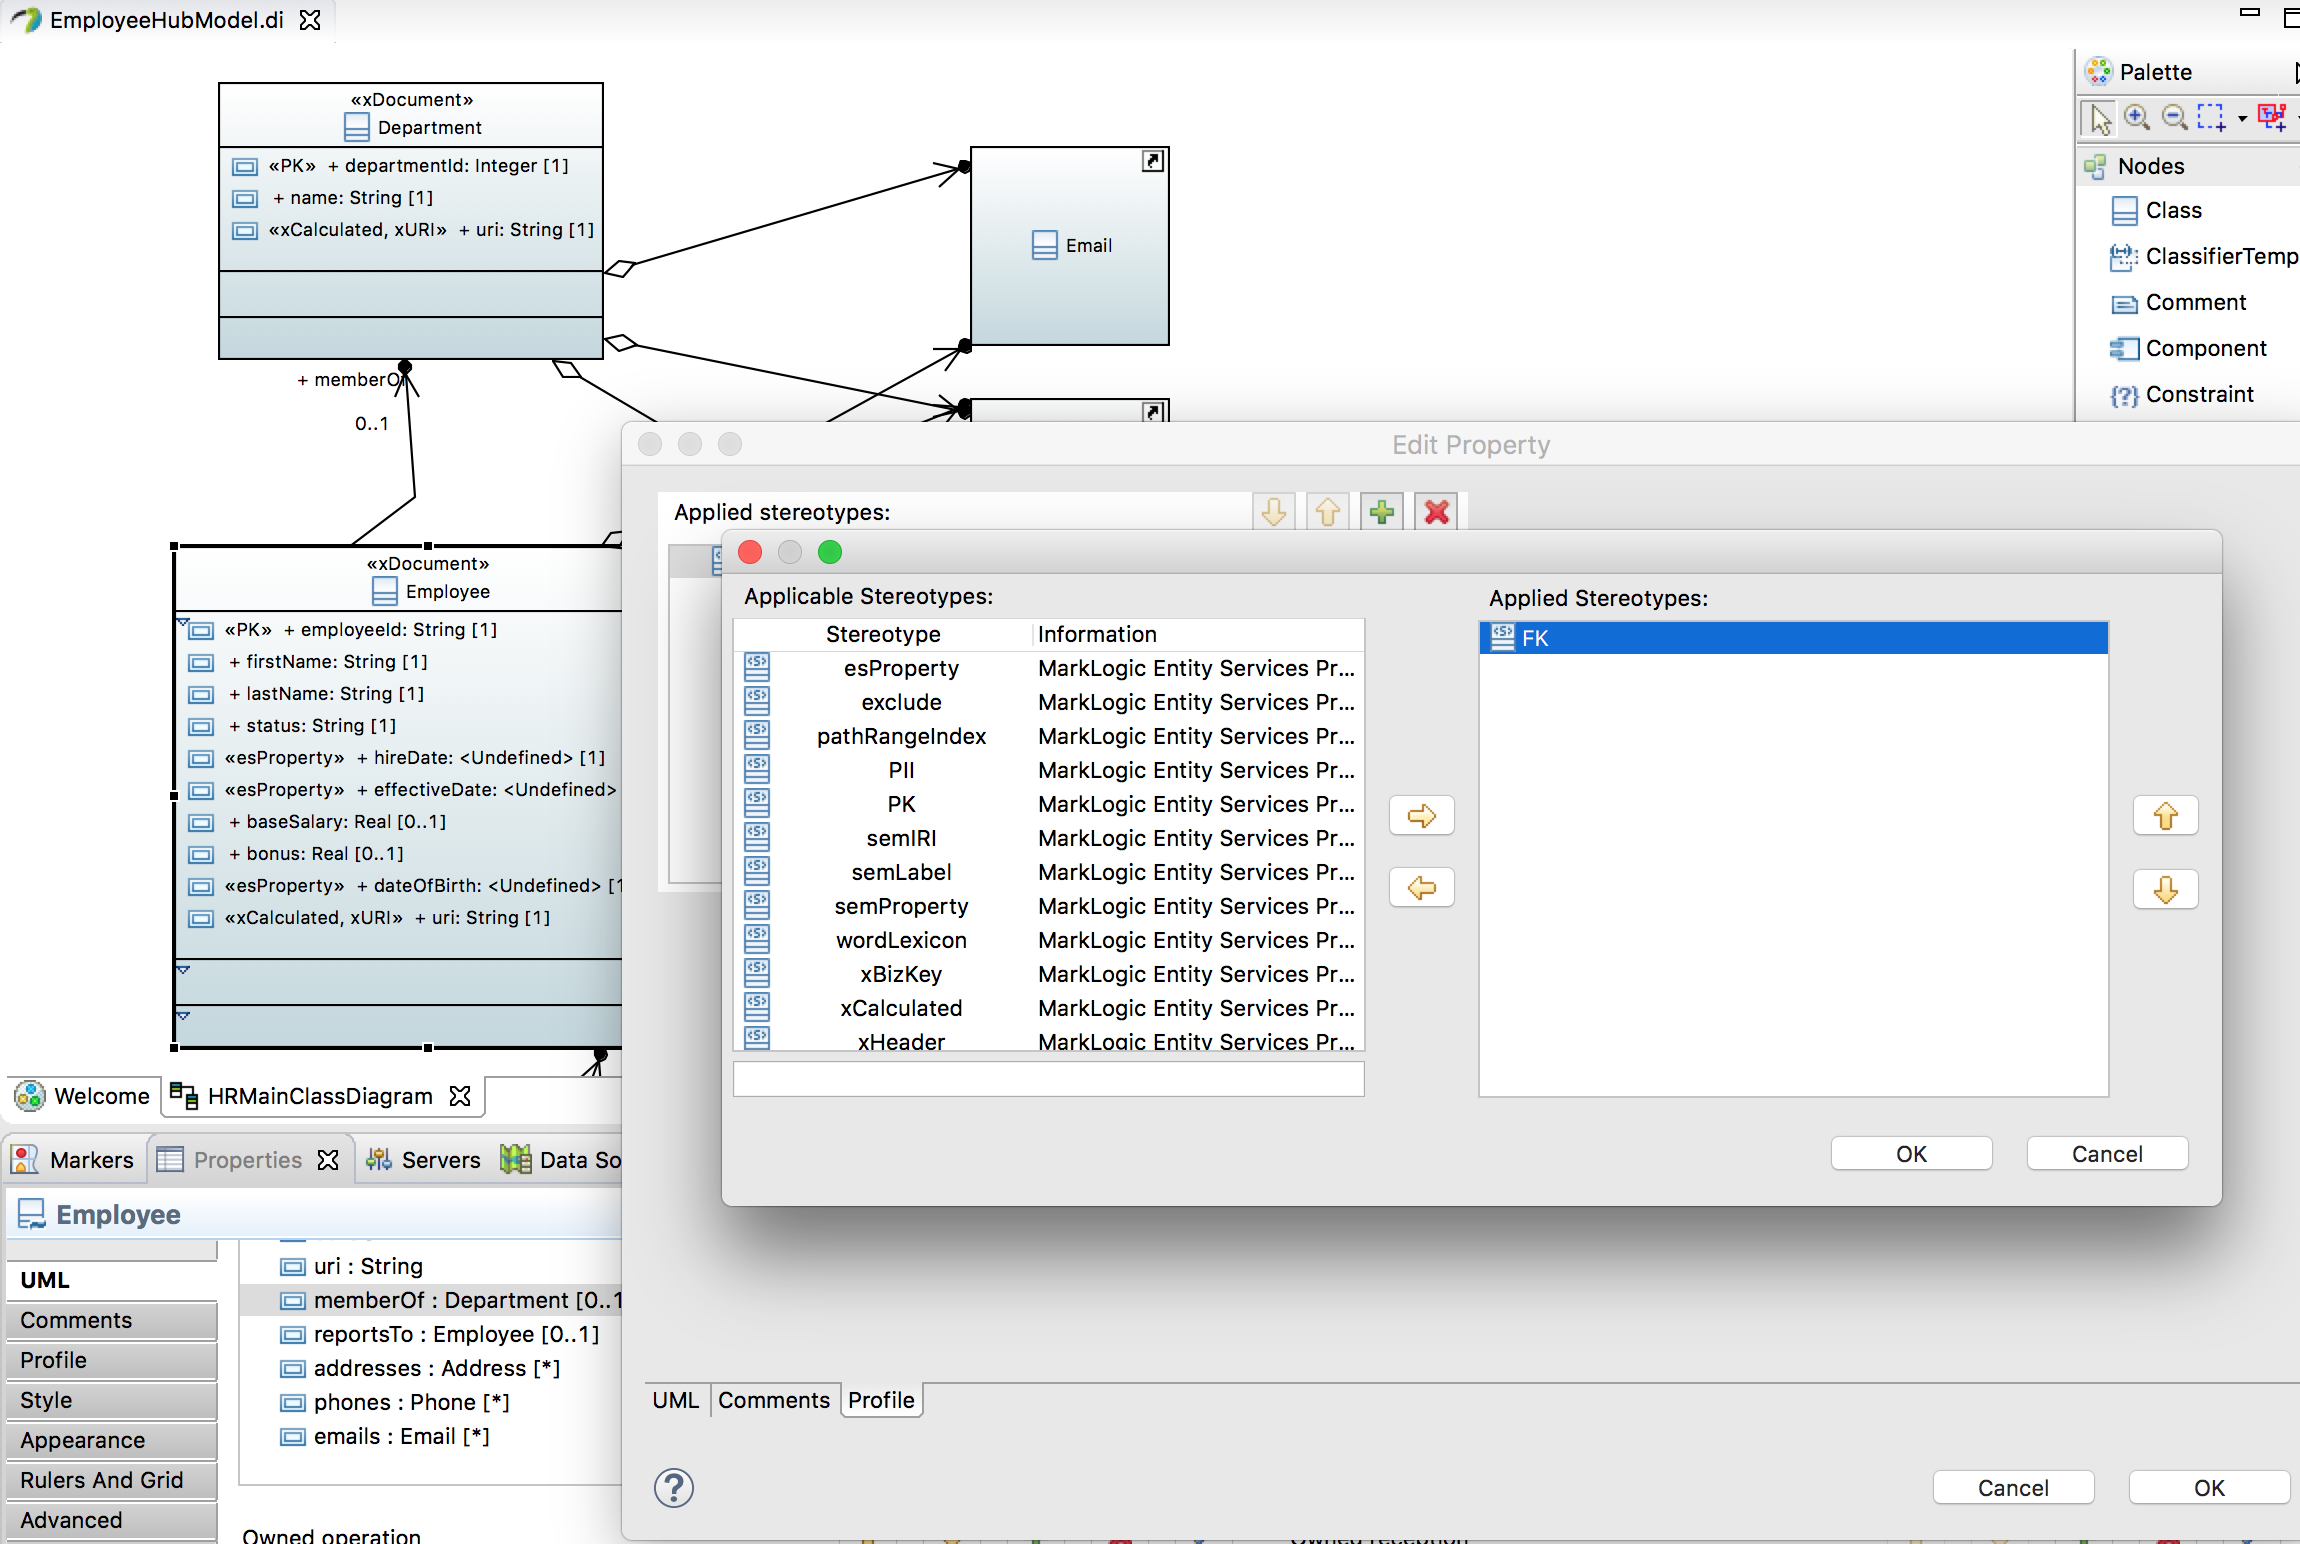 EmployeeHubModel.di
Palette
Nodes
Class
ClassifierTemp
Comment
Component
Constraint
«xDocument»
Department
«PK» + departmentId: Integer [1]
+ name: String [1]
«xCalculated, xURI» + uri: String [1]
Email
+ memberOf
0..1
«xDocument»
Employee
«PK» + employeeId: String [1]
+ firstName: String [1]
+ lastName: String [1]
+ status: String [1]
«esProperty» + hireDate: <Undefined> [1]
«esProperty» + effectiveDate: <Undefined>
+ baseSalary: Real [0..1]
+ bonus: Real [0..1]
«esProperty» + dateOfBirth: <Undefined> [1
«xCalculated, xURI» + uri: String [1]
Edit Property
Applied stereotypes:
Applicable Stereotypes:
Stereotype Information
esProperty MarkLogic Entity Services Pr...
exclude MarkLogic Entity Services Pr...
pathRangeIndex MarkLogic Entity Services Pr...
PII MarkLogic Entity Services Pr...
PK MarkLogic Entity Services Pr...
semIRI MarkLogic Entity Services Pr...
semLabel MarkLogic Entity Services Pr...
semProperty MarkLogic Entity Services Pr...
wordLexicon MarkLogic Entity Services Pr...
xBizKey MarkLogic Entity Services Pr...
xCalculated MarkLogic Entity Services Pr...
xHeader MarkLogic Entity Services Pr...
Applied Stereotypes:
FK
OK Cancel
Welcome HRMainClassDiagram
Markers Properties Servers Data So
Employee
UML
Comments
Profile
Style
Appearance
Rulers And Grid
Advanced
uri : String
memberOf : Department [0..1
reportsTo : Employee [0..1]
addresses : Address [*]
phones : Phone [*]
emails : Email [*]
Owned operation
UML Comments Profile
Cancel OK
Owned reception